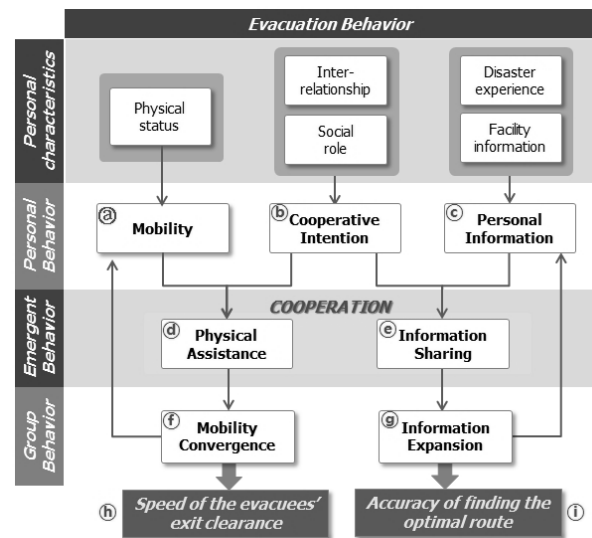 Evacuation Behavior
Personal
characteristics
Physical
status
Inter-
relationship
Social
role
Disaster
experience
Facility
information
Personal
Behavior
ⓐ
Mobility
ⓑ
Cooperative
Intention
ⓒ
Personal
Information
Emergent
Behavior
COOPERATION
ⓓ
Physical
Assistance
ⓔ
Information
Sharing
Group
Behavior
ⓕ
Mobility
Convergence
ⓖ
Information
Expansion
ⓗ
Speed of the evacuees'
exit clearance
Accuracy of finding the
optimal route
ⓘ